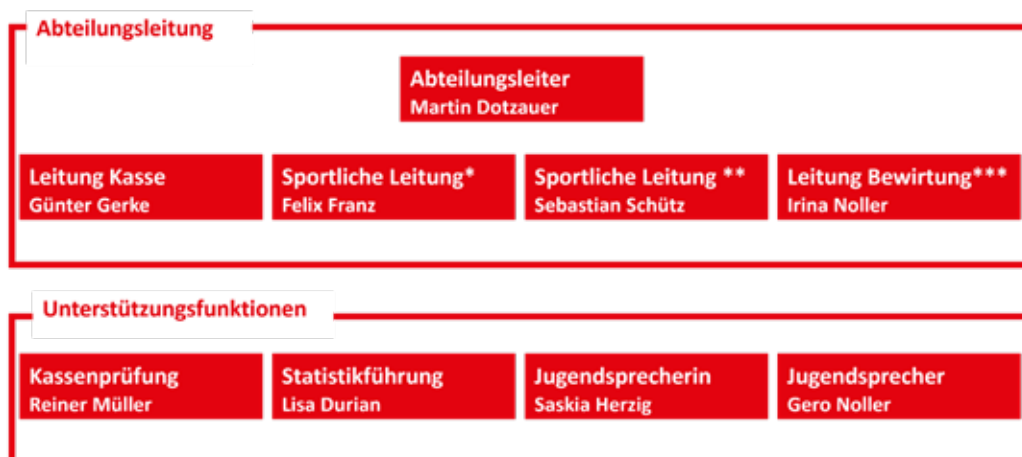 Abteilungsleitung
Abteilungsleiter
Martin Dotzauer
Leitung Kasse
Günter Gerke
Sportliche Leitung*
Felix Franz
Sportliche Leitung **
Sebastian Schütz
Leitung Bewirtung***
Irina Noller
Unterstützungsfunktionen
Kassenprüfung
Reiner Müller
Statistikführung
Lisa Durian
Jugendsprecherin
Saskia Herzig
Jugendsprecher
Gero Noller